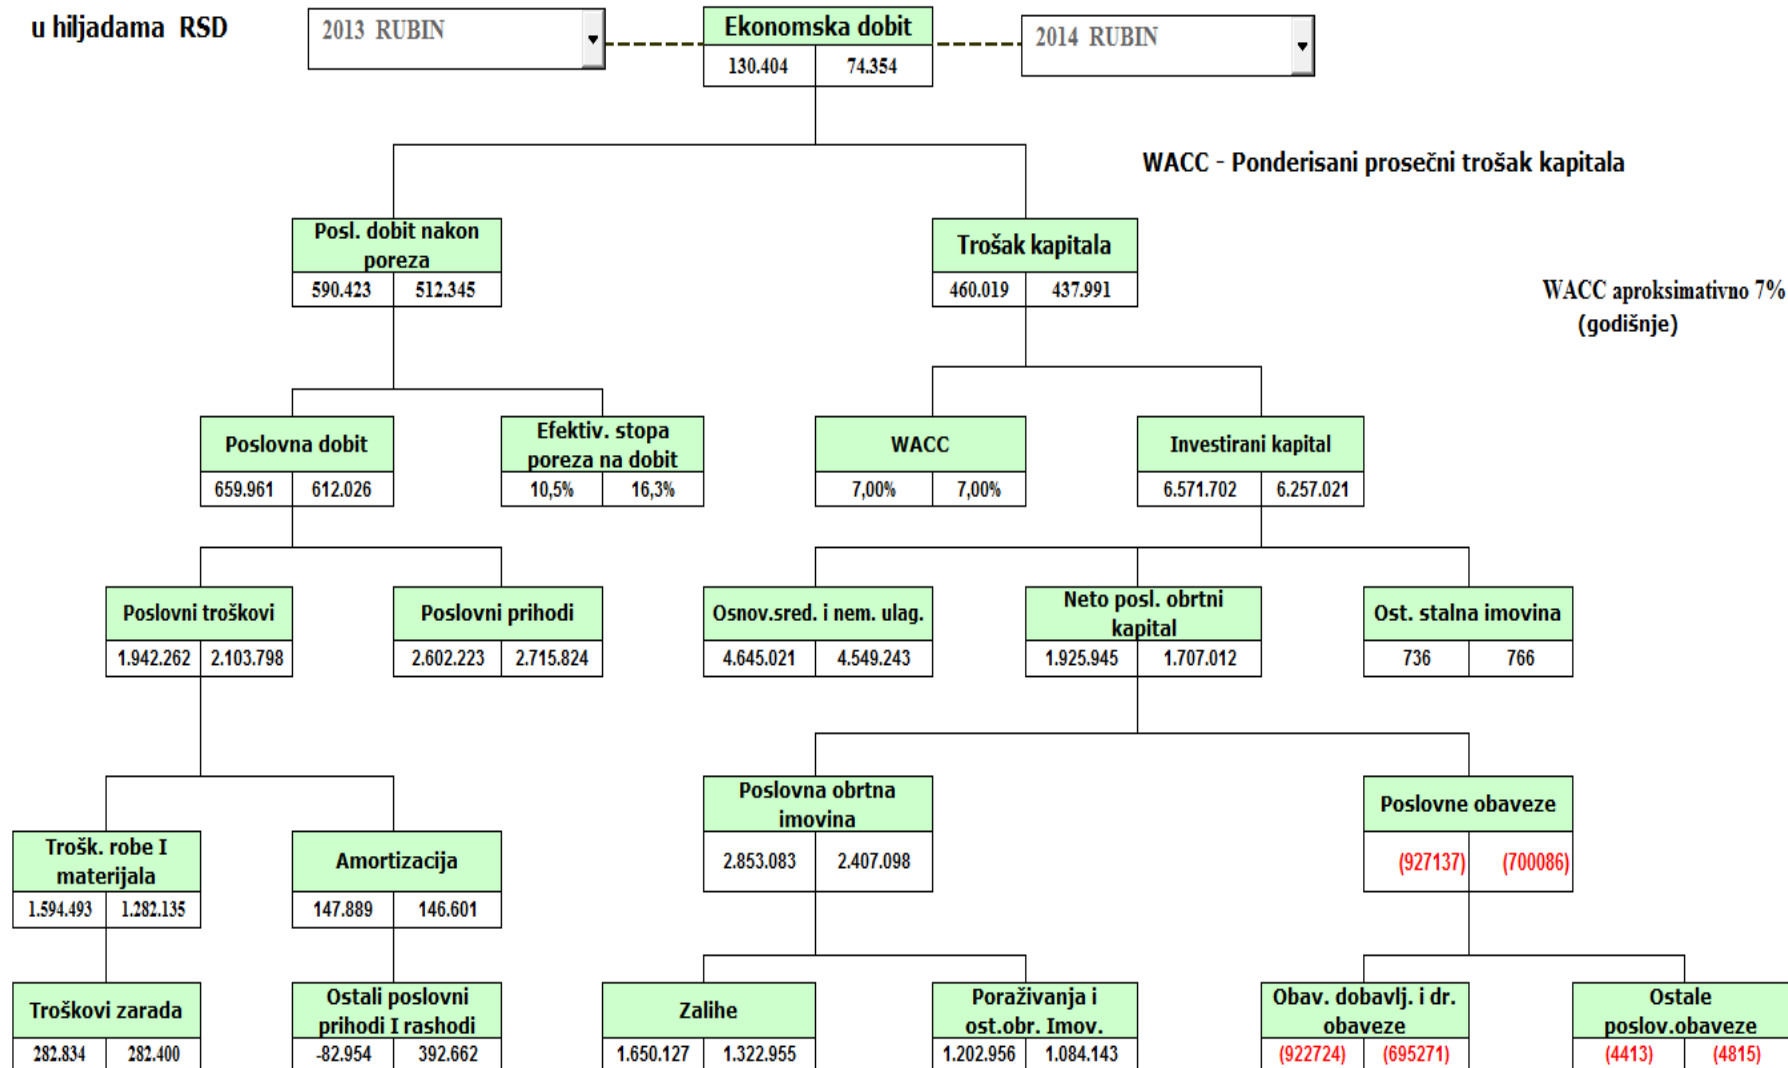 u hiljadama RSD
2013 RUBIN
Ekonomska dobit
2014 RUBIN
130.404 74.354
WACC - Ponderisani prosečni trošak kapitala
Posl. dobit nakon
poreza
590.423 512.345
Trošak kapitala
460.019 437.991
WACC aproksimativno 7%
(godišnje)
Poslovna dobit
659.961 612.026
Efektiv. stopa
poreza na dobit
10,5% 16,3%
WACC
7,00% 7,00%
Investirani kapital
6.571.702 6.257.021
Poslovni troškovi
1.942.262 2.103.798
Poslovni prihodi
2.602.223 2.715.824
Osnov.sred. i nem. ulag.
4.645.021 4.549.243
Neto posl. obrtni
kapital
1.925.945 1.707.012
Ost. stalna imovina
736 766
Poslovna obrtna
imovina
2.853.083 2.407.098
Poslovne obaveze
(927137) (700086)
Trošk. robe I
materijala
1.594.493 1.282.135
Amortizacija
147.889 146.601
Troškovi zarada
282.834 282.400
Ostali poslovni
prihodi I rashodi
-82.954 392.662
Zalihe
1.650.127 1.322.955
Poraživanja i
ost.obr. Imov.
1.202.956 1.084.143
Obav. dobavlj. i dr.
obaveze
(922724) (695271)
Ostale
poslov.obaveze
(4413) (4815)